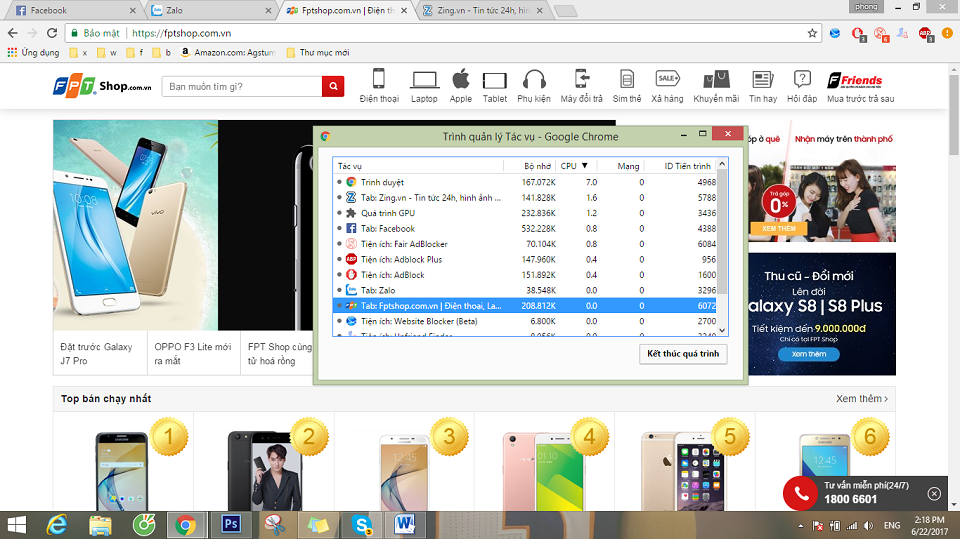 Facebook
Zalo
Fptshop.com.vn | Điện th
Zing.vn - Tin tức 24h, hìn
phong
Bảo mật
https://fptshop.com.vn
Ứng dụng
x
w
f
b
Amazon.com: Agstum
Thư mục mới
FPT Shop.com.vn
Bạn muốn tìm gì?
Điện thoại
Laptop
Apple
Tablet
Phụ kiện
Máy đổi trả
Sim thẻ
SALE
Xả hàng
Khuyến mãi
Tin hay
Hỏi đáp
Friends
Mua trước trả sau
vivo
Trình quản lý Tác vụ - Google Chrome
Tác vụ Bộ nhớ CPU ▼ Mạng ID Tiến trình
Trình duyệt 167.072K 7.0 0 4968
Tab: Zing.vn - Tin tức 24h, hình ảnh ... 141.828K 1.6 0 5788
Quá trình GPU 232.836K 1.2 0 3436
Tab: Facebook 532.228K 0.8 0 4388
Tiện ích: Fair AdBlocker 70.104K 0.8 0 6084
Tiện ích: Adblock Plus 147.960K 0.4 0 956
Tiện ích: AdBlock 151.892K 0.4 0 1600
Tab: Zalo 38.548K 0.0 0 3296
Tab: Fptshop.com.vn | Điện thoại, La... 208.812K 0.0 0 6072
Tiện ích: Website Blocker (Beta) 6.800K 0.0 0 2700
Kết thúc quá trình
ở quê Nhận máy trên thành phố
Trả góp
0%
XEM THÊM
Thu cũ - Đổi mới
Lên đời
alaxy S8 | S8 Plus
Tiết kiệm đến 9.000.000đ
Chỉ có tại FPT Shop
Xem thêm
Đặt trước Galaxy
J7 Pro
OPPO F3 Lite mới
ra mắt
FPT Shop cùng
tử hoá rồng
Top bán chạy nhất
Xem thêm ›
1
2
3
4
5
6
Tư vấn miễn phí(24/7)
1800 6601
ENG
2:18 PM
6/22/2017